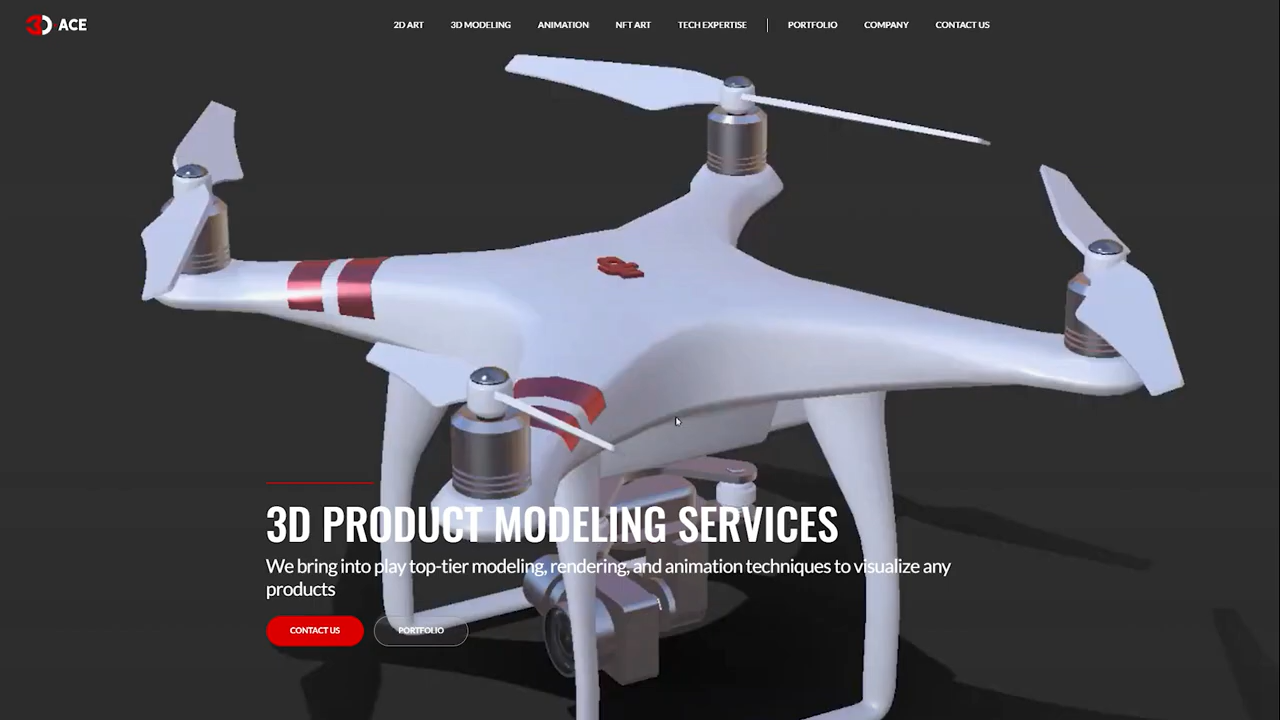 3D ACE
2D ART 3D MODELING ANIMATION NFT ART TECH EXPERTISE PORTFOLIO COMPANY CONTACT US
3D PRODUCT MODELING SERVICES
We bring into play top-tier modeling, rendering, and animation techniques to visualize any
products
CONTACT US PORTFOLIO